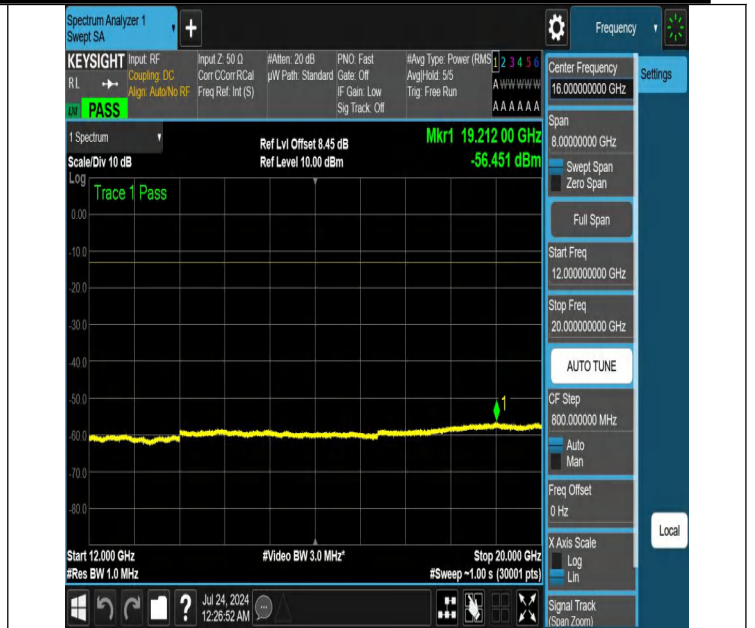 Spectrum Analyzer 1
Swept SA
+
Frequency
KEYSIGHT
RL
PASS
Input: RF
Coupling: DC
Align: Auto/No RF
Input Z: 50 Ω
Corr CCorr RCal
Freq Ref: Int (S)
#Atten: 20 dB
µW Path: Standard
PNO: Fast
Gate: Off
IF Gain: Low
Sig Track: Off
#Avg Type: Power (RMS
Avg|Hold: 5/5
Trig: Free Run
1 2 3 4 5 6
A W W W W W
A A A A A A
1 Spectrum
Scale/Div 10 dB
Ref Lvl Offset 8.45 dB
Ref Level 10.00 dBm
Mkr1 19.212 00 GHz
-56.451 dBm
Log
Trace 1 Pass
0.00
-10.0
-20.0
-30.0
-40.0
-50.0
-60.0
-70.0
-80.0
1
Start 12.000 GHz
#Res BW 1.0 MHz
#Video BW 3.0 MHz*
Stop 20.000 GHz
#Sweep ~1.00 s (30001 pts)
Center Frequency
16.00000000 GHz
Settings
Span
8.00000000 GHz
Swept Span
Zero Span
Full Span
Start Freq
12.000000000 GHz
Stop Freq
20.000000000 GHz
AUTO TUNE
CF Step
800.000000 MHz
Auto
Man
Freq Offset
0 Hz
X Axis Scale
Log
Lin
Local
Signal Track
(Span Zoom)
?
Jul 24, 2024
12:26:52 AM